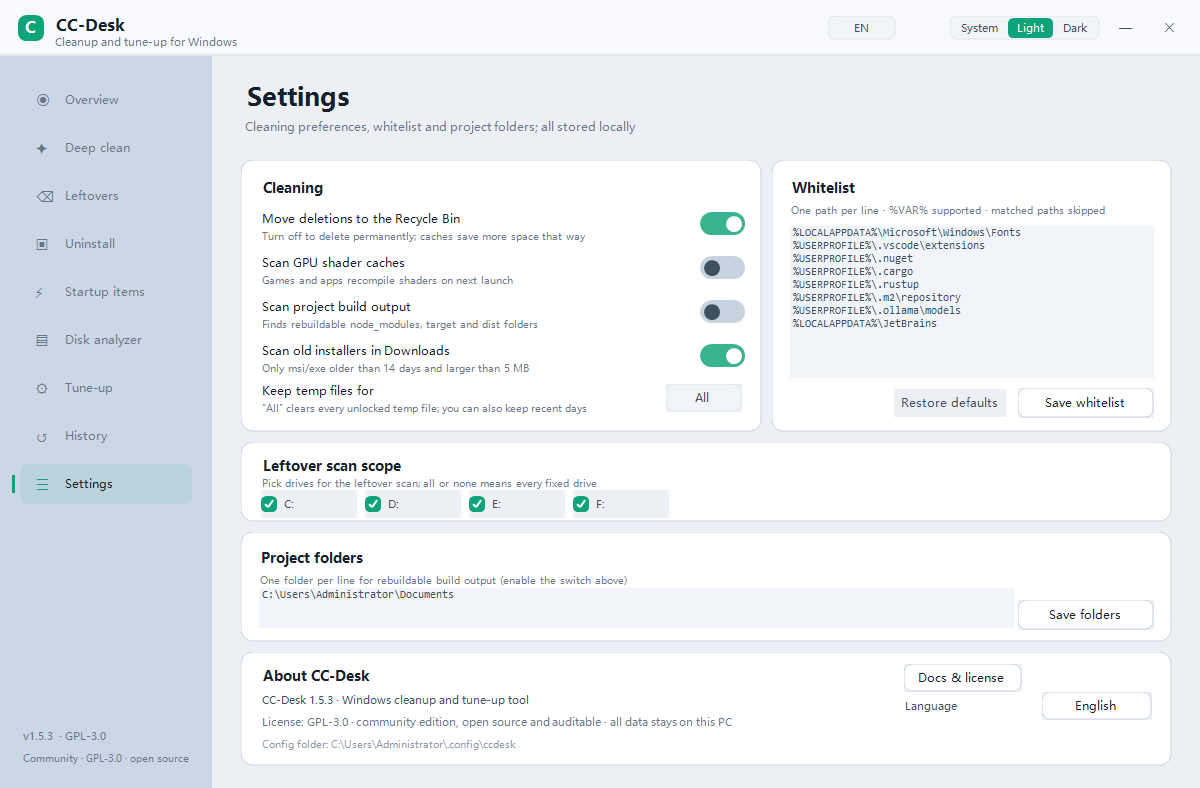 C
CC-Desk
Cleanup and tune-up for Windows
EN
System
Light
Dark
Overview
Deep clean
Leftovers
Uninstall
Startup items
Disk analyzer
Tune-up
History
Settings
v1.5.3 · GPL-3.0
Community · GPL-3.0 · open source
Settings
Cleaning preferences, whitelist and project folders; all stored locally
Cleaning
Move deletions to the Recycle Bin
Turn off to delete permanently; caches save more space that way
Scan GPU shader caches
Games and apps recompile shaders on next launch
Scan project build output
Finds rebuildable node_modules, target and dist folders
Scan old installers in Downloads
Only msi/exe older than 14 days and larger than 5 MB
Keep temp files for
"All" clears every unlocked temp file; you can also keep recent days
All
Whitelist
One path per line · %VAR% supported · matched paths skipped
%LOCALAPPDATA%\Microsoft\Windows\Fonts
%USERPROFILE%\.vscode\extensions
%USERPROFILE%\.nuget
%USERPROFILE%\.cargo
%USERPROFILE%\.rustup
%USERPROFILE%\.m2\repository
%USERPROFILE%\.ollama\models
%LOCALAPPDATA%\JetBrains
Restore defaults
Save whitelist
Leftover scan scope
Pick drives for the leftover scan; all or none means every fixed drive
C:
D:
E:
F:
Project folders
One folder per line for rebuildable build output (enable the switch above)
C:\Users\Administrator\Documents
Save folders
About CC-Desk
CC-Desk 1.5.3 · Windows cleanup and tune-up tool
License: GPL-3.0 · community edition, open source and auditable · all data stays on this PC
Config folder: C:\Users\Administrator\.config\ccdesk
Docs & license
Language
English